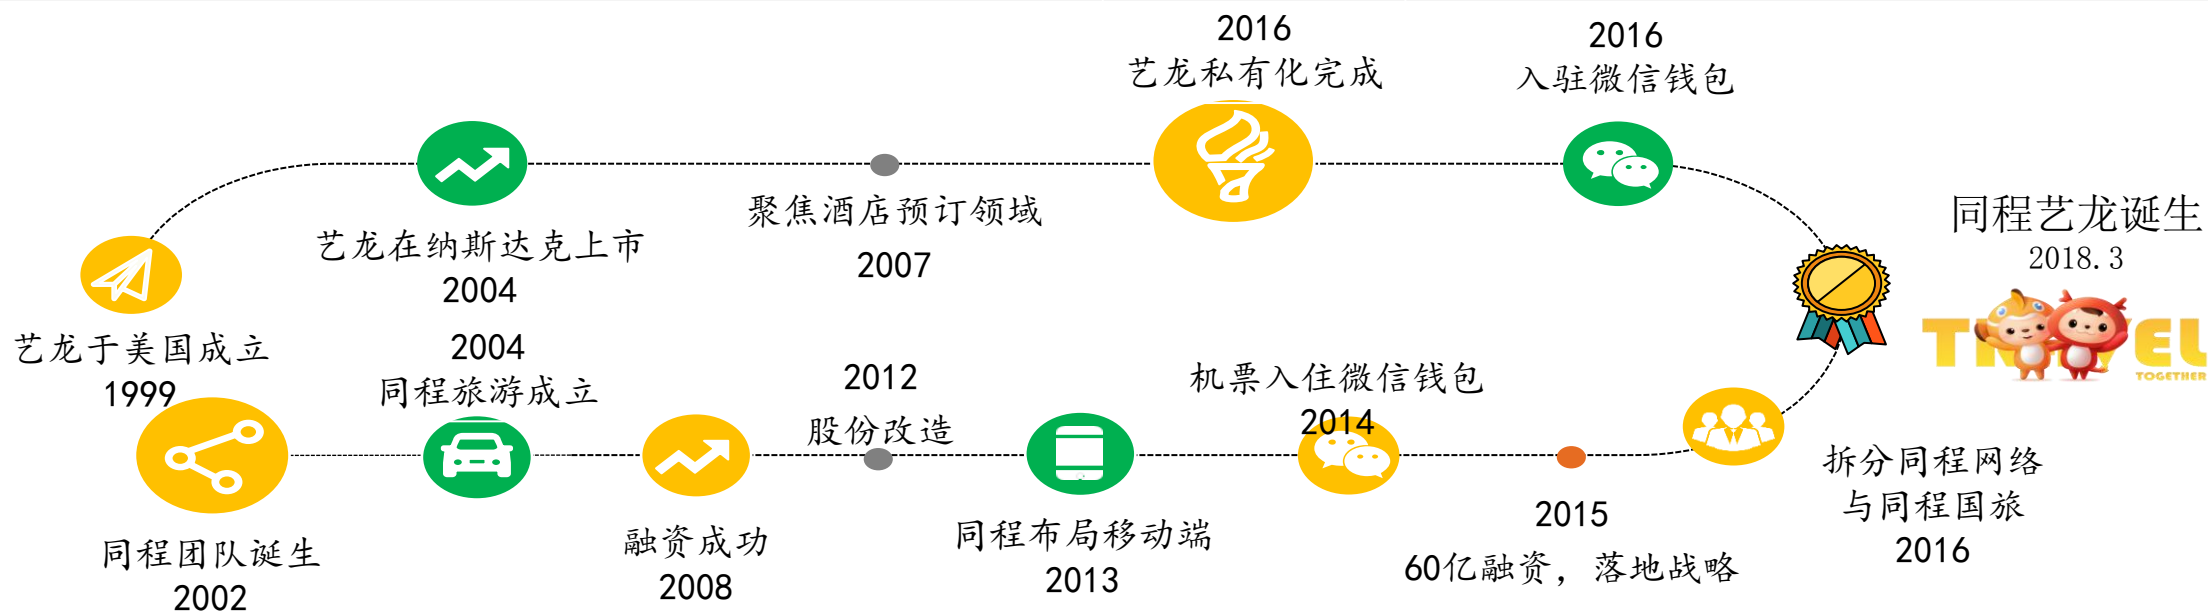 艺龙于美国成立
1999
艺龙在纳斯达克上市
2004
聚焦酒店预订领域
2007
2016
艺龙私有化完成
2016
入驻微信钱包
同程艺龙诞生
2018.3
TR VEL
TOGETHER
同程团队诞生
2002
2004
同程旅游成立
融资成功
2008
2012
股份改造
同程布局移动端
2013
机票入住微信钱包
2014
2015
60亿融资，落地战略
拆分同程网络
与同程国旅
2016